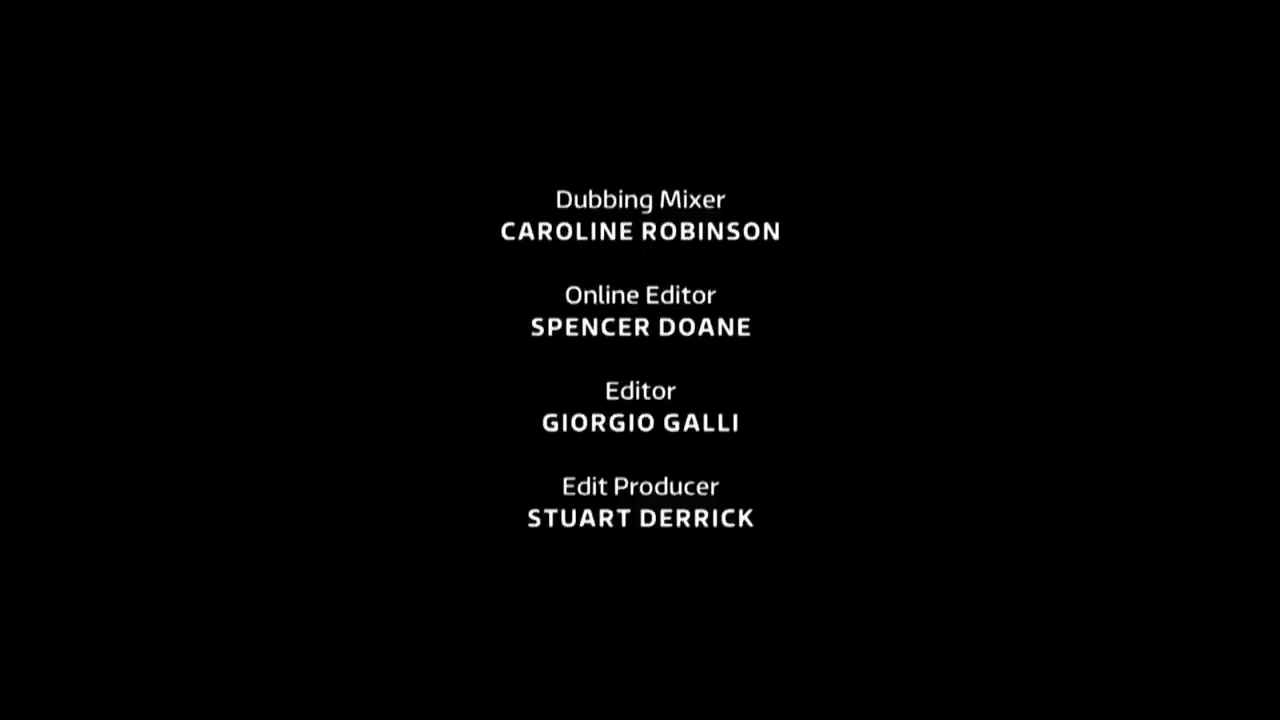 Dubbing Mixer
CAROLINE ROBINSON
Online Editor
SPENCER DOANE
Editor
GIORGIO GALLI
Edit Producer
STUART DERRICK